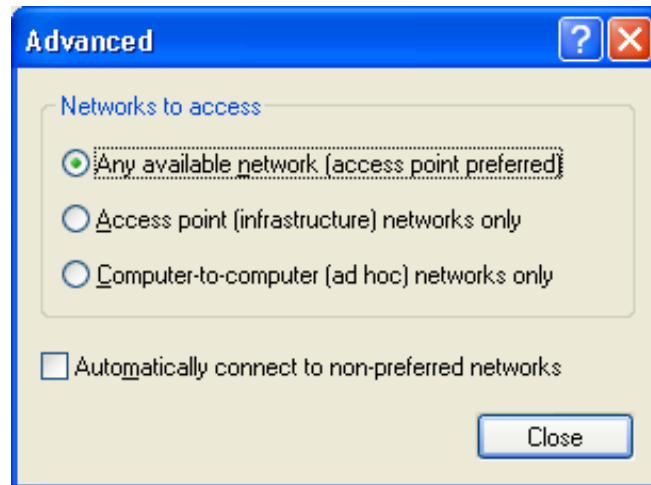 Advanced
Networks to access
Any available network (access point preferred)
Access point (infrastructure) networks only
Computer-to-computer (ad hoc) networks only
Automatically connect to non-preferred networks
Close